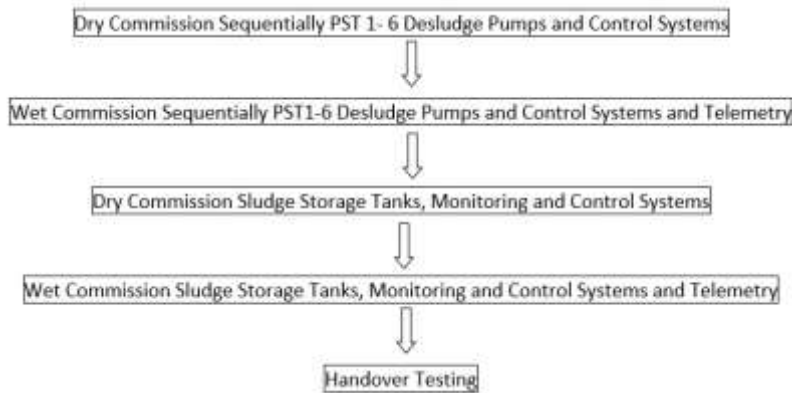 Dry Commission Sequentially PST 1- 6 Desludge Pumps and Control Systems
Wet Commission Sequentially PST1-6 Desludge Pumps and Control Systems and Telemetry
Dry Commission Sludge Storage Tanks, Monitoring and Control Systems
Wet Commission Sludge Storage Tanks, Monitoring and Control Systems and Telemetry
Handover Testing